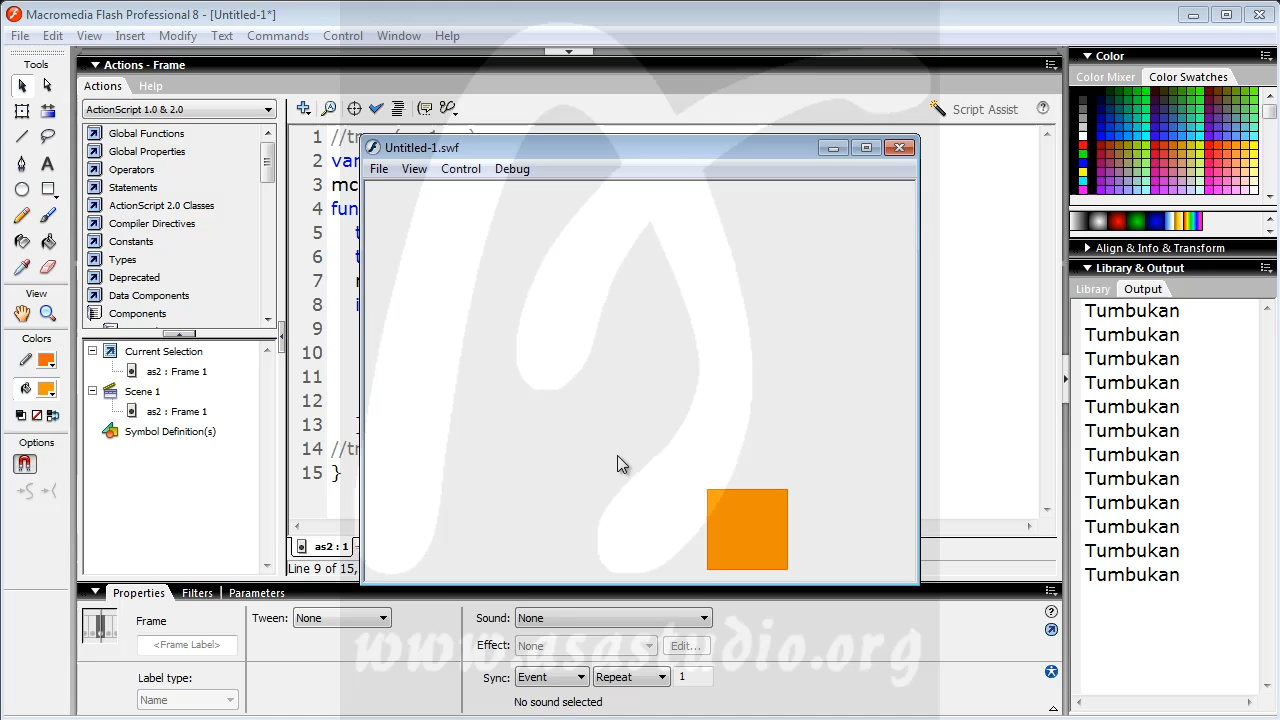 Macromedia Flash Professional 8 - [Untitled-1*]
File Edit View Insert Modify Text Commands Control Window Help
Tools
View
Colors
Options
Actions - Frame
Actions Help
ActionScript 1.0 & 2.0
Global Functions
Global Properties
Operators
Statements
ActionScript 2.0 Classes
Compiler Directives
Constants
Types
Deprecated
Data Components
Components
Current Selection
as2 : Frame 1
Scene 1
as2 : Frame 1
Symbol Definition(s)
Script Assist
1
2
3 mc
4 fun
5
6
7
8
9
10
11
12
13
14
15 }
as2 : 1
Line 9 of 15,
Untitled-1.swf
File View Control Debug
Properties Filters Parameters
Frame
<Frame Label>
Label type:
Name
Tween: None
Sound: None
Effect: None Edit...
Sync: Event Repeat 1
No sound selected
www.asastudio.org
Color
Color Mixer Color Swatches
Align & Info & Transform
Library & Output
Library Output
Tumbukan
Tumbukan
Tumbukan
Tumbukan
Tumbukan
Tumbukan
Tumbukan
Tumbukan
Tumbukan
Tumbukan
Tumbukan
Tumbukan